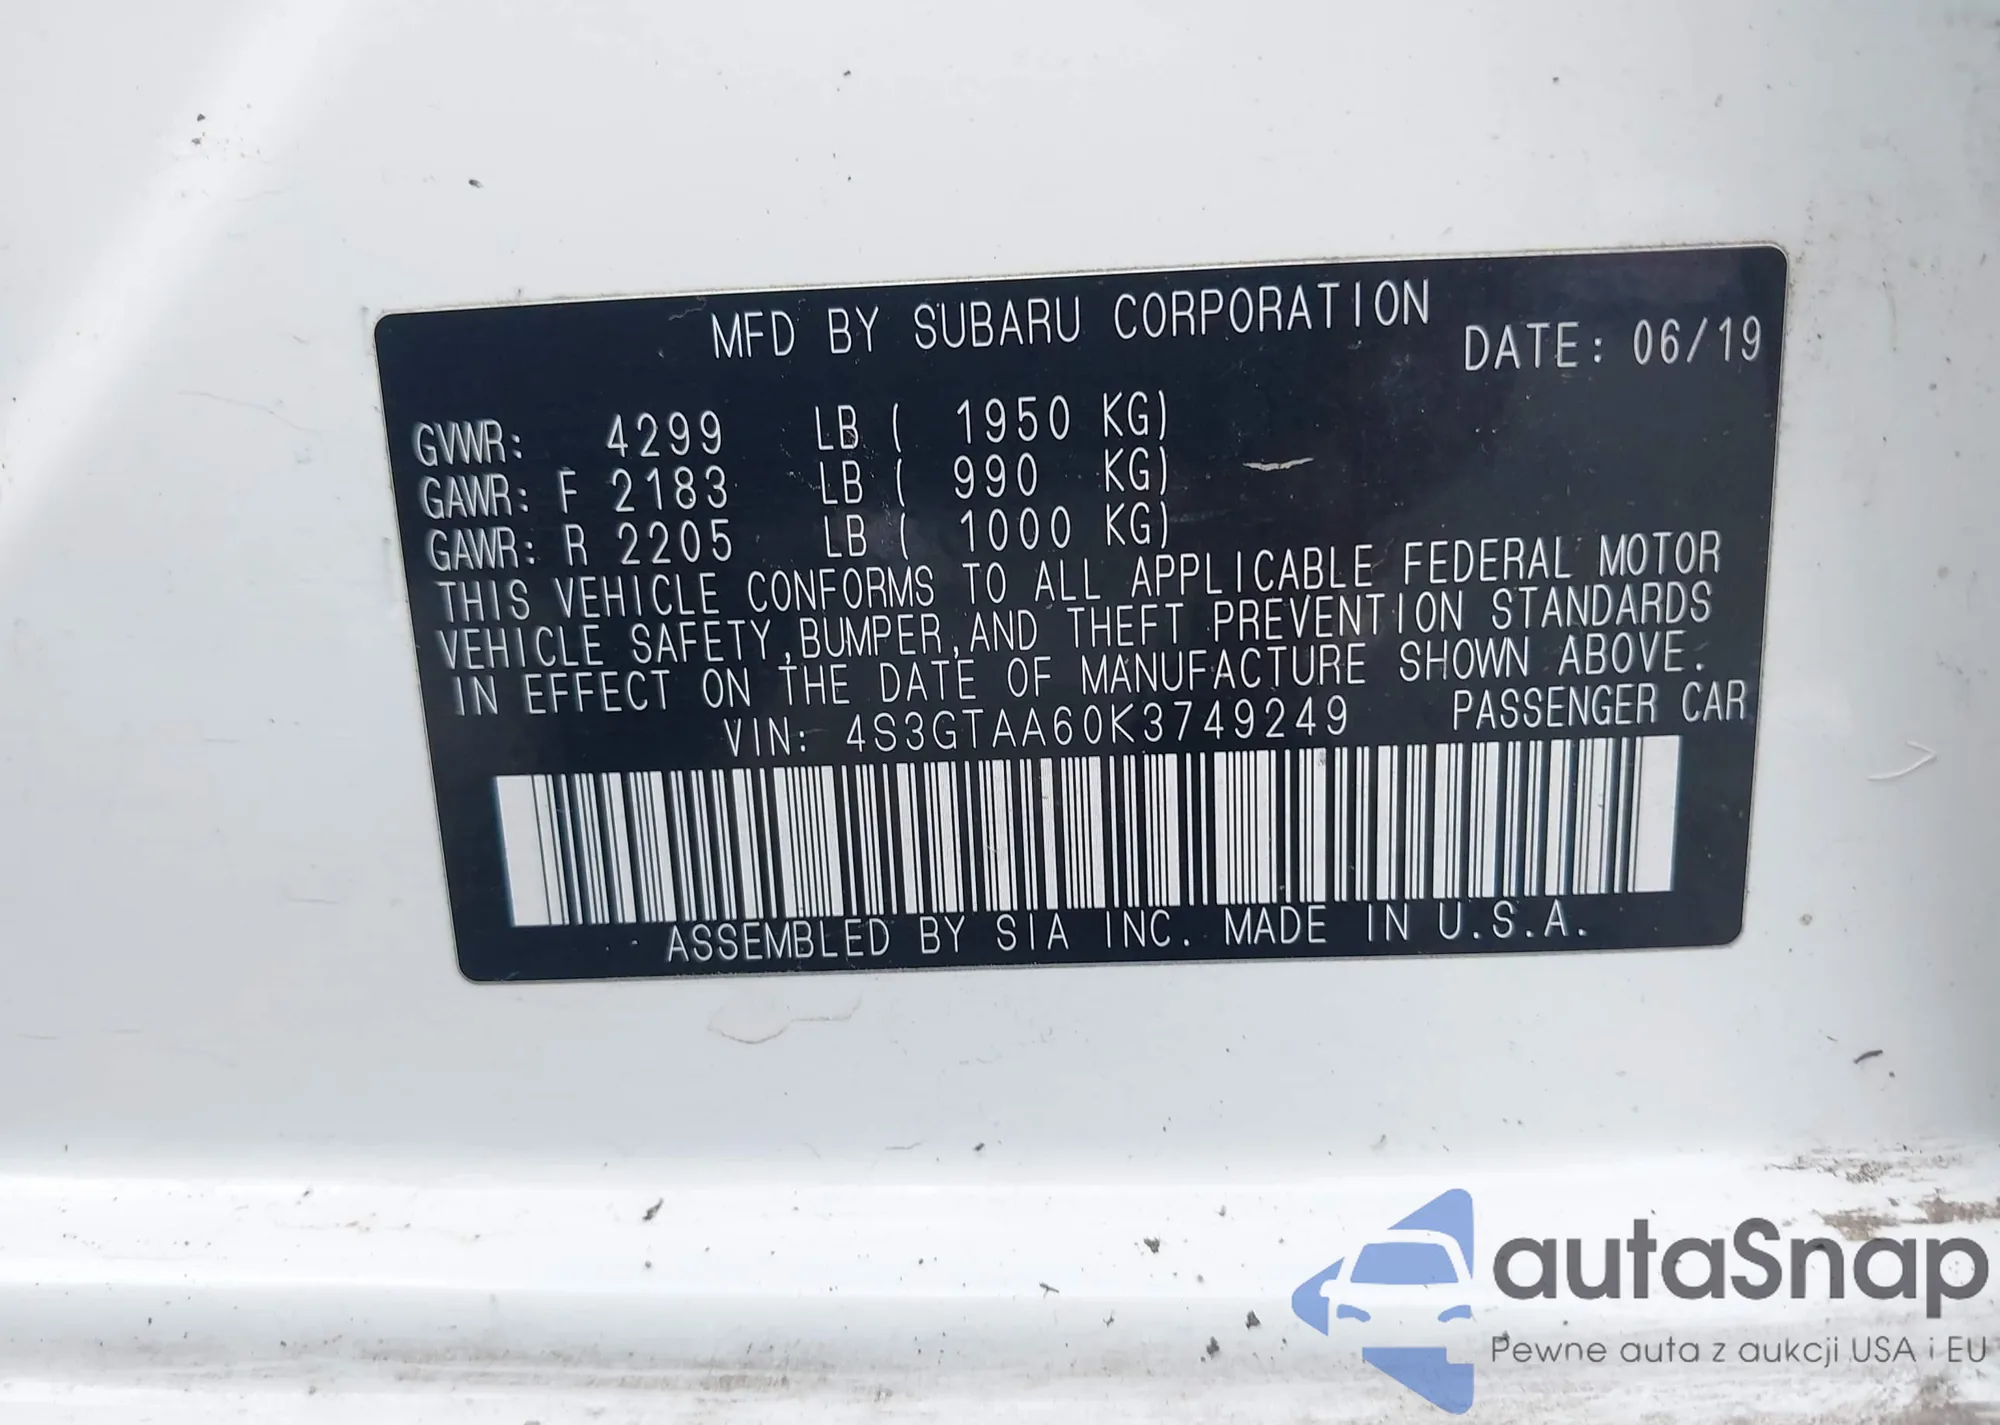 MFD BY SUBARU CORPORATION
DATE: 06/19
GVWR: 4299 LB ( 1950 KG)
GAWR: F 2183 LB ( 990 KG)
GAWR: R 2205 LB ( 1000 KG)
THIS VEHICLE CONFORMS TO ALL APPLICABLE FEDERAL MOTOR
VEHICLE SAFETY,BUMPER,AND THEFT PREVENTION STANDARDS
IN EFFECT ON THE DATE OF MANUFACTURE SHOWN ABOVE.
VIN: 4S3GTAA60K3749249 PASSENGER CAR
ASSEMBLED BY SIA INC. MADE IN U.S.A.
autaSnap
Pewne auta z aukcji USA i EU